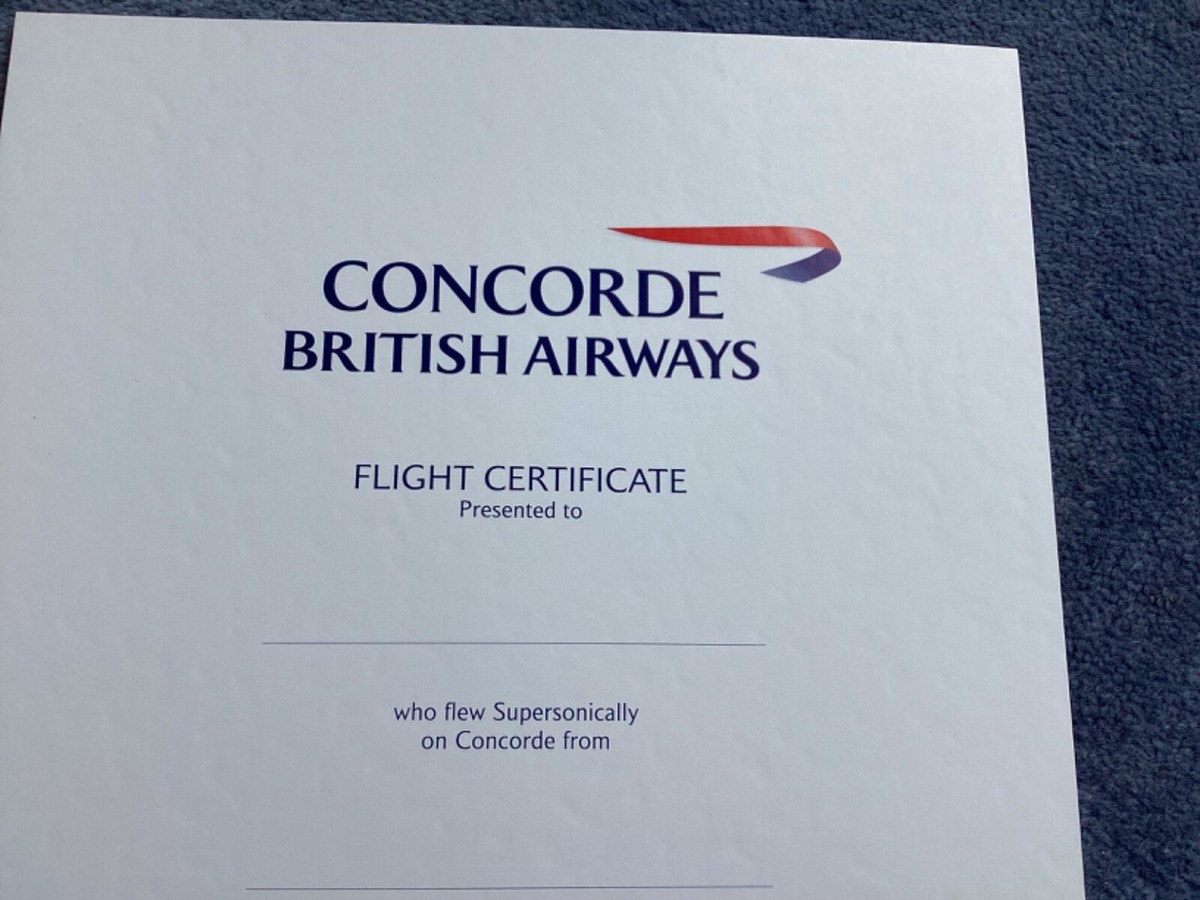 CONCORDE
BRITISH AIRWAYS
FLIGHT CERTIFICATE
Presented to
who flew Supersonically
on Concorde from